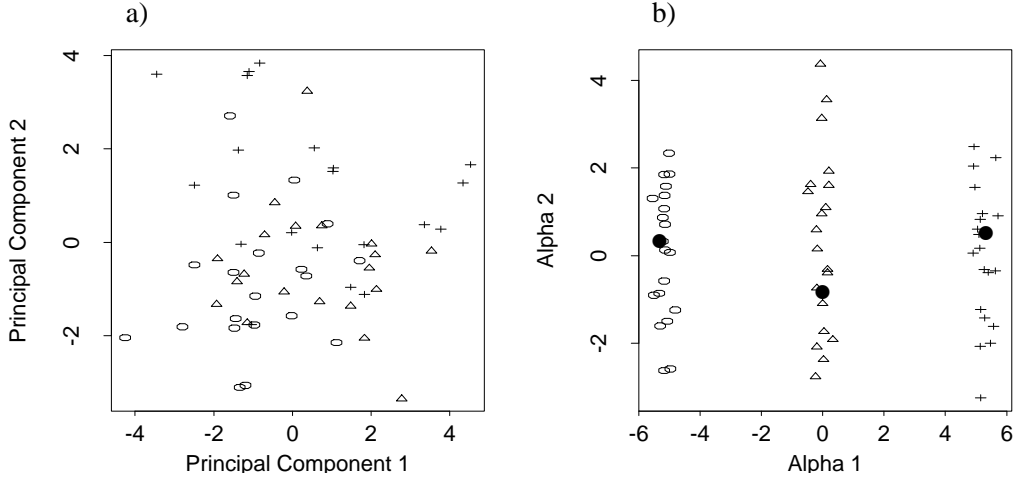 a)
Principal Component 2
4
2
0
-2
-4 -2 0 2 4
Principal Component 1
b)
Alpha 2
4
2
0
-2
-6 -4 -2 0 2 4 6
Alpha 1